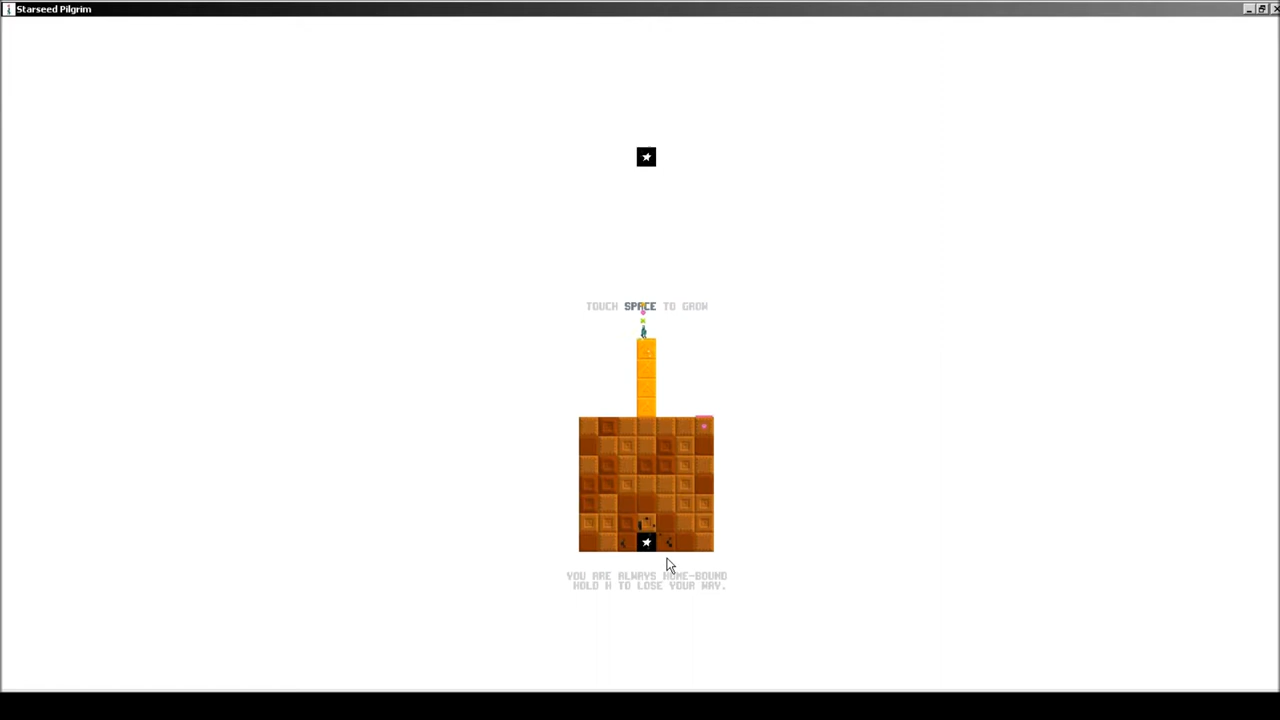 Starseed Pilgrim
TOUCH SPACE TO GROW
YOU ARE ALWAYS HOME-BOUND
HOLD H TO LOSE YOUR WAY.